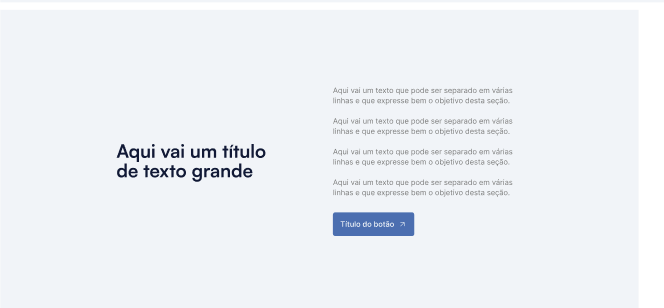 Aqui vai um título
de texto grande
Aqui vai um texto que pode ser separado em várias
linhas e que expresse bem o objetivo desta seção.
Aqui vai um texto que pode ser separado em várias
linhas e que expresse bem o objetivo desta seção.
Aqui vai um texto que pode ser separado em várias
linhas e que expresse bem o objetivo desta seção.
Aqui vai um texto que pode ser separado em várias
linhas e que expresse bem o objetivo desta seção.
Título do botão